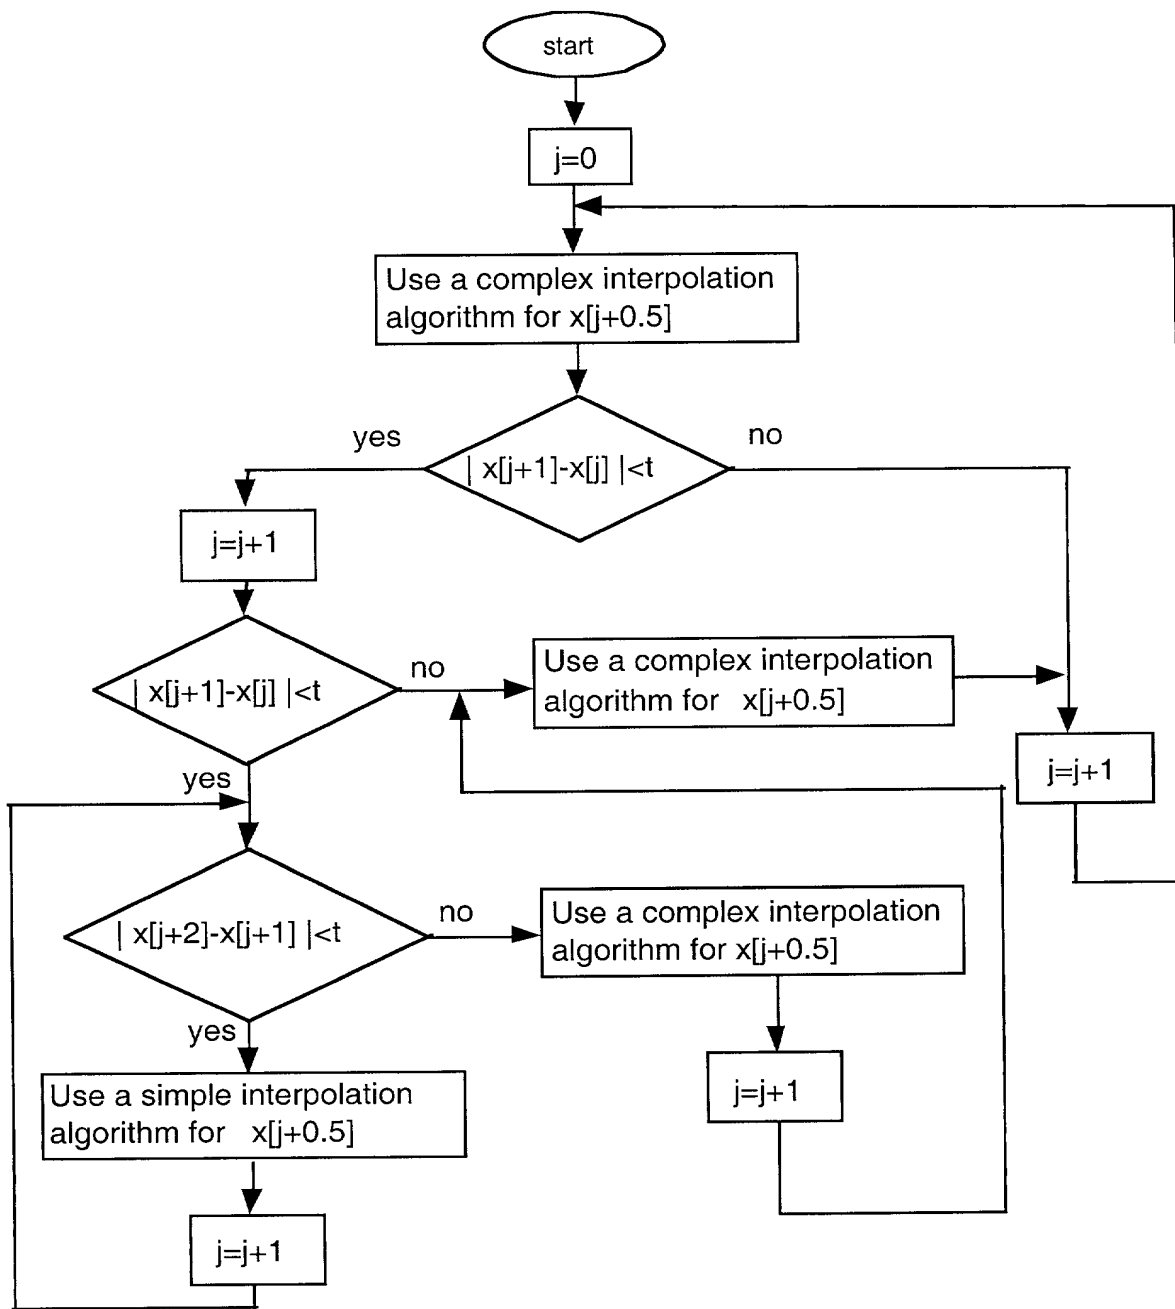 start
j=0
Use a complex interpolation
algorithm for x[j+0.5]
yes
no
| x[j+1]-x[j] |<t
j=j+1
| x[j+1]-x[j] |<t
no
Use a complex interpolation
algorithm for x[j+0.5]
j=j+1
yes
| x[j+2]-x[j+1] |<t
no
Use a complex interpolation
algorithm for x[j+0.5]
yes
Use a simple interpolation
algorithm for x[j+0.5]
j=j+1
j=j+1